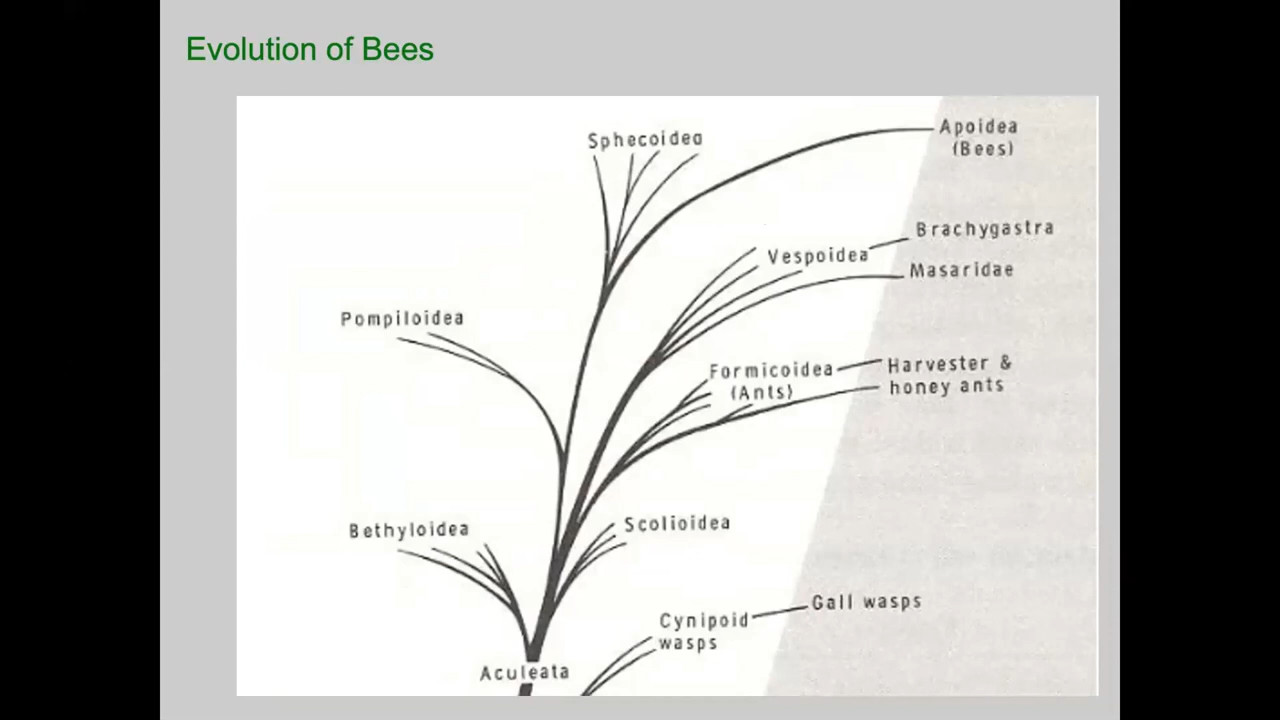 Evolution of Bees
Sphecoidea
Apoidea
(Bees)
Brachygastra
Vespoidea
Masaridae
Pompiloidea
Formicoidea
(Ants)
Harvester &
honey ants
Bethyloidea
Scolioidea
Gall wasps
Cynipoid
wasps
Aculeata